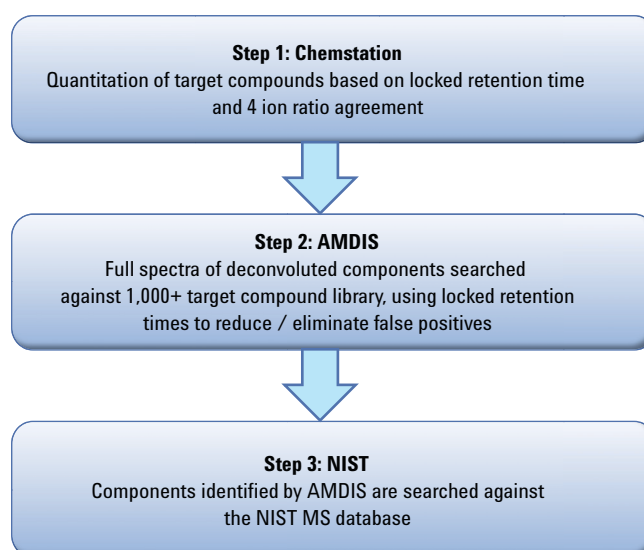 Step 1: Chemstation
Quantitation of target compounds based on locked retention time
and 4 ion ratio agreement
Step 2: AMDIS
Full spectra of deconvoluted components searched
against 1,000+ target compound library, using locked retention
times to reduce / eliminate false positives
Step 3: NIST
Components identified by AMDIS are searched against
the NIST MS database